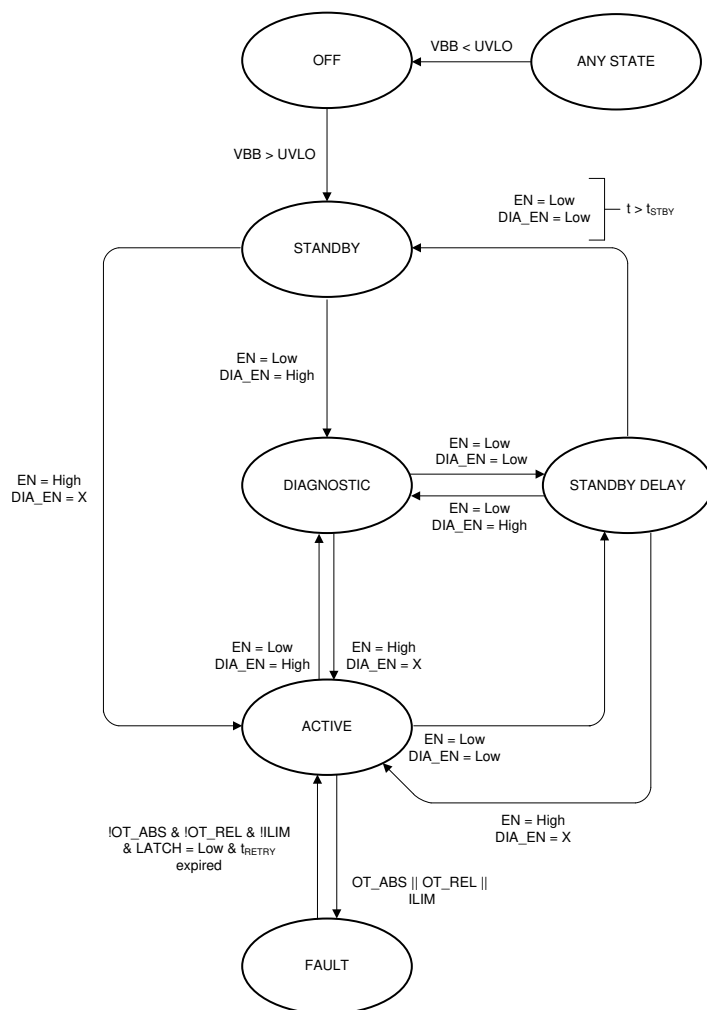 VBB < UVLO
OFF
ANY STATE
VBB > UVLO
EN = Low
DIA_EN = Low
t > tSTBY
STANDBY
EN = Low
DIA_EN = High
EN = Low
DIA_EN = Low
EN = High
DIA_EN = X
DIAGNOSTIC
STANDBY DELAY
EN = Low
DIA_EN = High
EN = Low
DIA_EN = High
EN = High
DIA_EN = X
ACTIVE
EN = Low
DIA_EN = Low
EN = High
DIA_EN = X
!OT_ABS & !OT_REL & !ILIM
& LATCH = Low & tRETRY
expired
OT_ABS || OT_REL ||
ILIM
FAULT